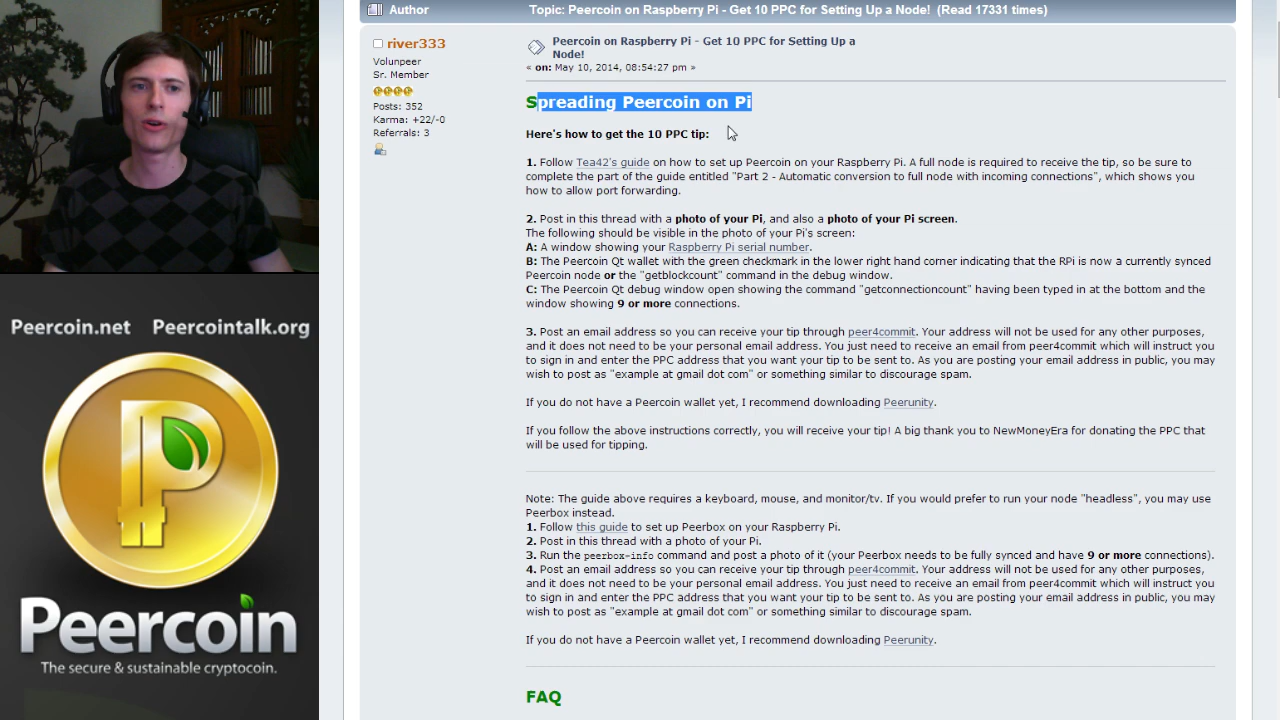 Author
Topic: Peercoin on Raspberry Pi - Get 10 PPC for Setting Up a Node! (Read 17331 times)
river333
Volunpeer
Sr. Member
Posts: 352
Karma: +22/-0
Referrals: 3
Peercoin on Raspberry Pi - Get 10 PPC for Setting Up a
Node!
« on: May 10, 2014, 08:54:27 pm »
Spreading Peercoin on Pi
Here's how to get the 10 PPC tip:
1. Follow Tea42's guide on how to set up Peercoin on your Raspberry Pi. A full node is required to receive the tip, so be sure to
complete the part of the guide entitled "Part 2 - Automatic conversion to full node with incoming connections", which shows you
how to allow port forwarding.
2. Post in this thread with a photo of your Pi, and also a photo of your Pi screen.
The following should be visible in the photo of your Pi's screen:
A: A window showing your Raspberry Pi serial number.
B: The Peercoin Qt wallet with the green checkmark in the lower right hand corner indicating that the RPi is now a currently synced
Peercoin node or the "getblockcount" command in the debug window.
C: The Peercoin Qt debug window open showing the command "getconnectioncount" having been typed in at the bottom and the
window showing 9 or more connections.
3. Post an email address so you can receive your tip through peer4commit. Your address will not be used for any other purposes,
and it does not need to be your personal email address. You just need to receive an email from peer4commit which will instruct you
to sign in and enter the PPC address that you want your tip to be sent to. As you are posting your email address in public, you may
wish to post as "example at gmail dot com" or something similar to discourage spam.
If you do not have a Peercoin wallet yet, I recommend downloading Peerunity.
If you follow the above instructions correctly, you will receive your tip! A big thank you to NewMoneyEra for donating the PPC that
will be used for tipping.
Note: The guide above requires a keyboard, mouse, and monitor/tv. If you would prefer to run your node "headless", you may use
Peerbox instead.
1. Follow this guide to set up Peerbox on your Raspberry Pi.
2. Post in this thread with a photo of your Pi.
3. Run the peerbox-info command and post a photo of it (your Peerbox needs to be fully synced and have 9 or more connections).
4. Post an email address so you can receive your tip through peer4commit. Your address will not be used for any other purposes,
and it does not need to be your personal email address. You just need to receive an email from peer4commit which will instruct you
to sign in and enter the PPC address that you want your tip to be sent to. As you are posting your email address in public, you may
wish to post as "example at gmail dot com" or something similar to discourage spam.
If you do not have a Peercoin wallet yet, I recommend downloading Peerunity.
FAQ
Peercoin.net Peercointalk.org
Peercoin
The secure & sustainable cryptocoin.